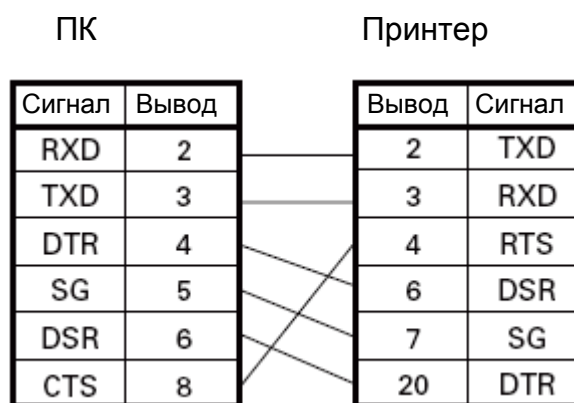 ПК Принтер
Сигнал Вывод Вывод Сигнал
RXD 2 2 TXD
TXD 3 3 RXD
DTR 4 4 RTS
SG 5 6 DSR
DSR 6 7 SG
CTS 8 20 DTR